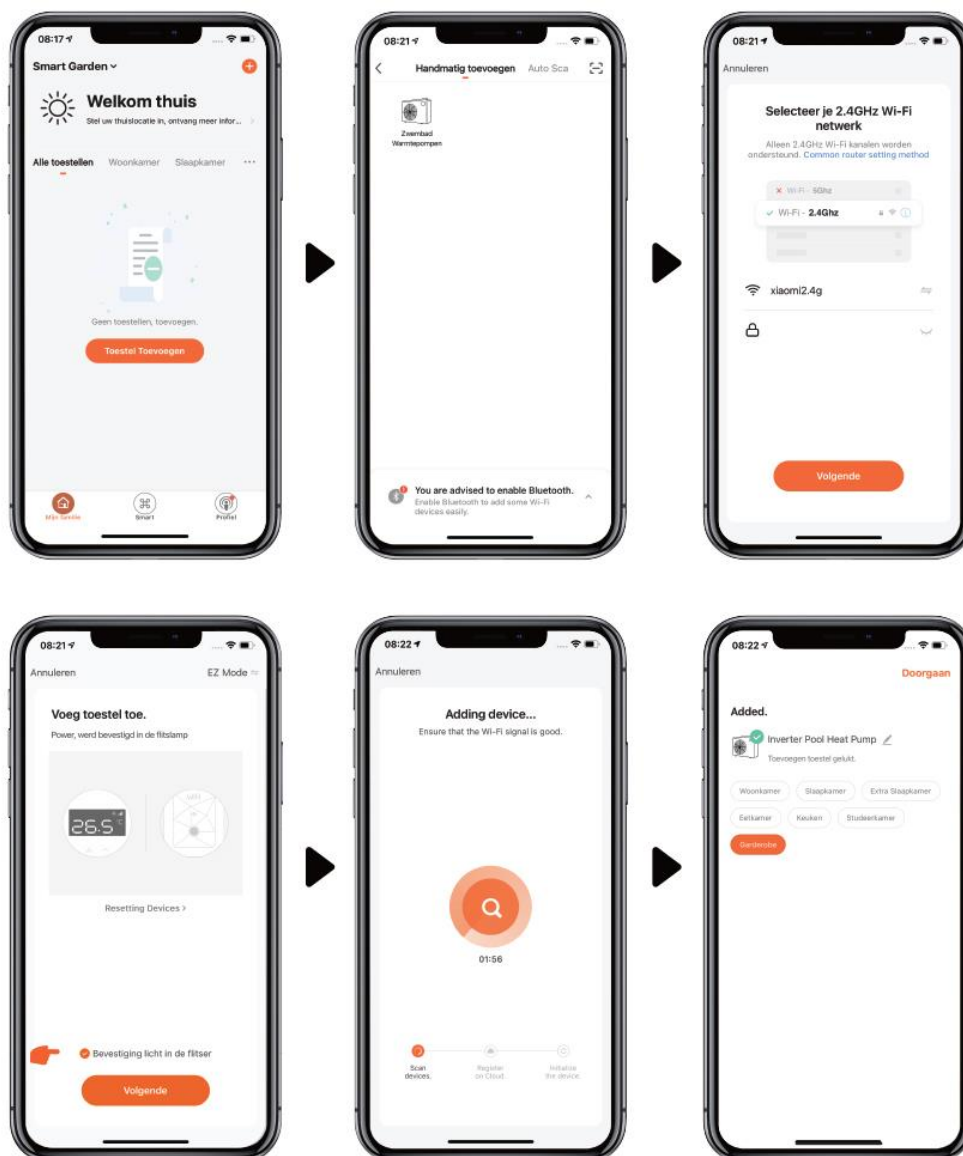 08:17
Smart Garden
Welkom thuis
Stel uw thuislocatie in, ontvang meer infor...
Alle toestellen Woonkamer Slaapkamer ...
Geen toestellen, toevoegen.
Toestel Toevoegen
Smart
Profiel
08:21
Handmatig toevoegen Auto Sca
Zwembad
Warmtepompen
You are advised to enable Bluetooth.
Enable Bluetooth to add some Wi-Fi
devices easily.
08:21
Annuleren
Selecteer je 2.4GHz Wi-Fi
netwerk
Alleen 2.4GHz Wi-Fi kanalen worden
ondersteund. Common router setting method
Wi-Fi - 5Ghz
Wi-Fi - 2.4Ghz
xiaomi2.4g
Volgende
08:21
Annuleren EZ Mode
Voeg toestel toe.
Power, werd bevestigd in de flitslamp
26.5 °C
Resetting Devices >
Bevestiging licht in de flitser
Volgende
08:22
Annuleren
Adding device...
Ensure that the Wi-Fi signal is good.
01:56
Scan
devices.
Register
on Cloud.
Initialize
the device.
08:22
Doorgaan
Added.
Inverter Pool Heat Pump
Toevoegen toestel gelukt.
Woonkamer Slaapkamer Extra Slaapkamer
Eetkamer Keuken Studeerkamer
Garderobe